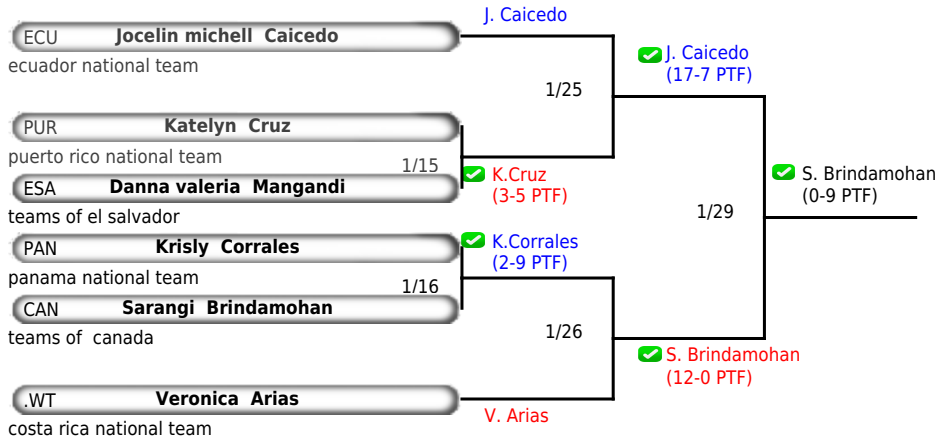 J. Caicedo
ECU Jocelin michell Caicedo
ecuador national team
J. Caicedo
(17-7 PTF)
1/25
PUR Katelyn Cruz
puerto rico national team
1/15
K.Cruz
(3-5 PTF)
ESA Danna valeria Mangandi
teams of el salvador
S. Brindamohan
(0-9 PTF)
1/29
PAN Krisly Corrales
panama national team
K.Corrales
(2-9 PTF)
1/16
CAN Sarangi Brindamohan
teams of canada
1/26
S. Brindamohan
(12-0 PTF)
.WT Veronica Arias
costa rica national team
V. Arias